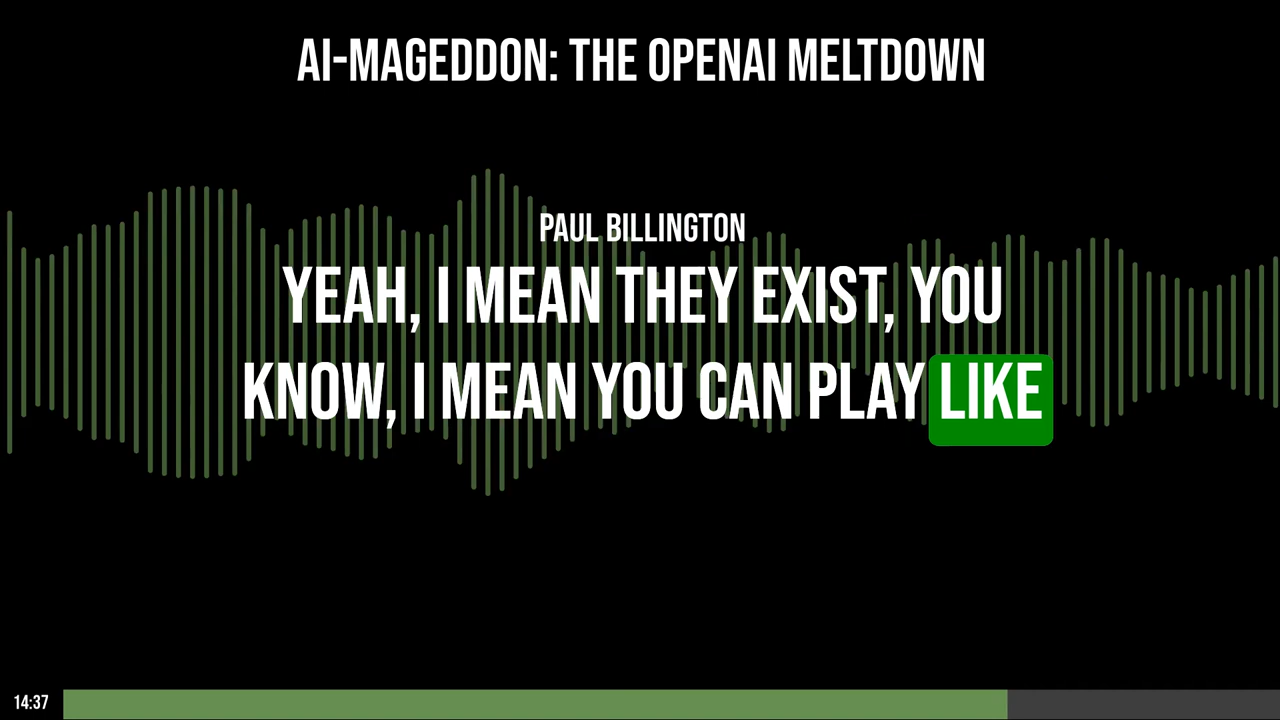 AI-MAGEDDON: THE OPENAI MELTDOWN
PAUL BILLINGTON
YEAH, I MEAN THEY EXIST, YOU
KNOW, I MEAN YOU CAN PLAY LIKE
14:37